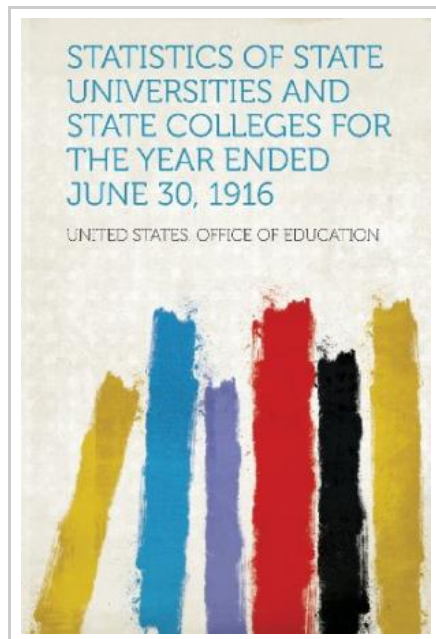 STATISTICS OF STATE
UNIVERSITIES AND
STATE COLLEGES FOR
THE YEAR ENDED
JUNE 30, 1916
UNITED STATES. OFFICE OF EDUCATION